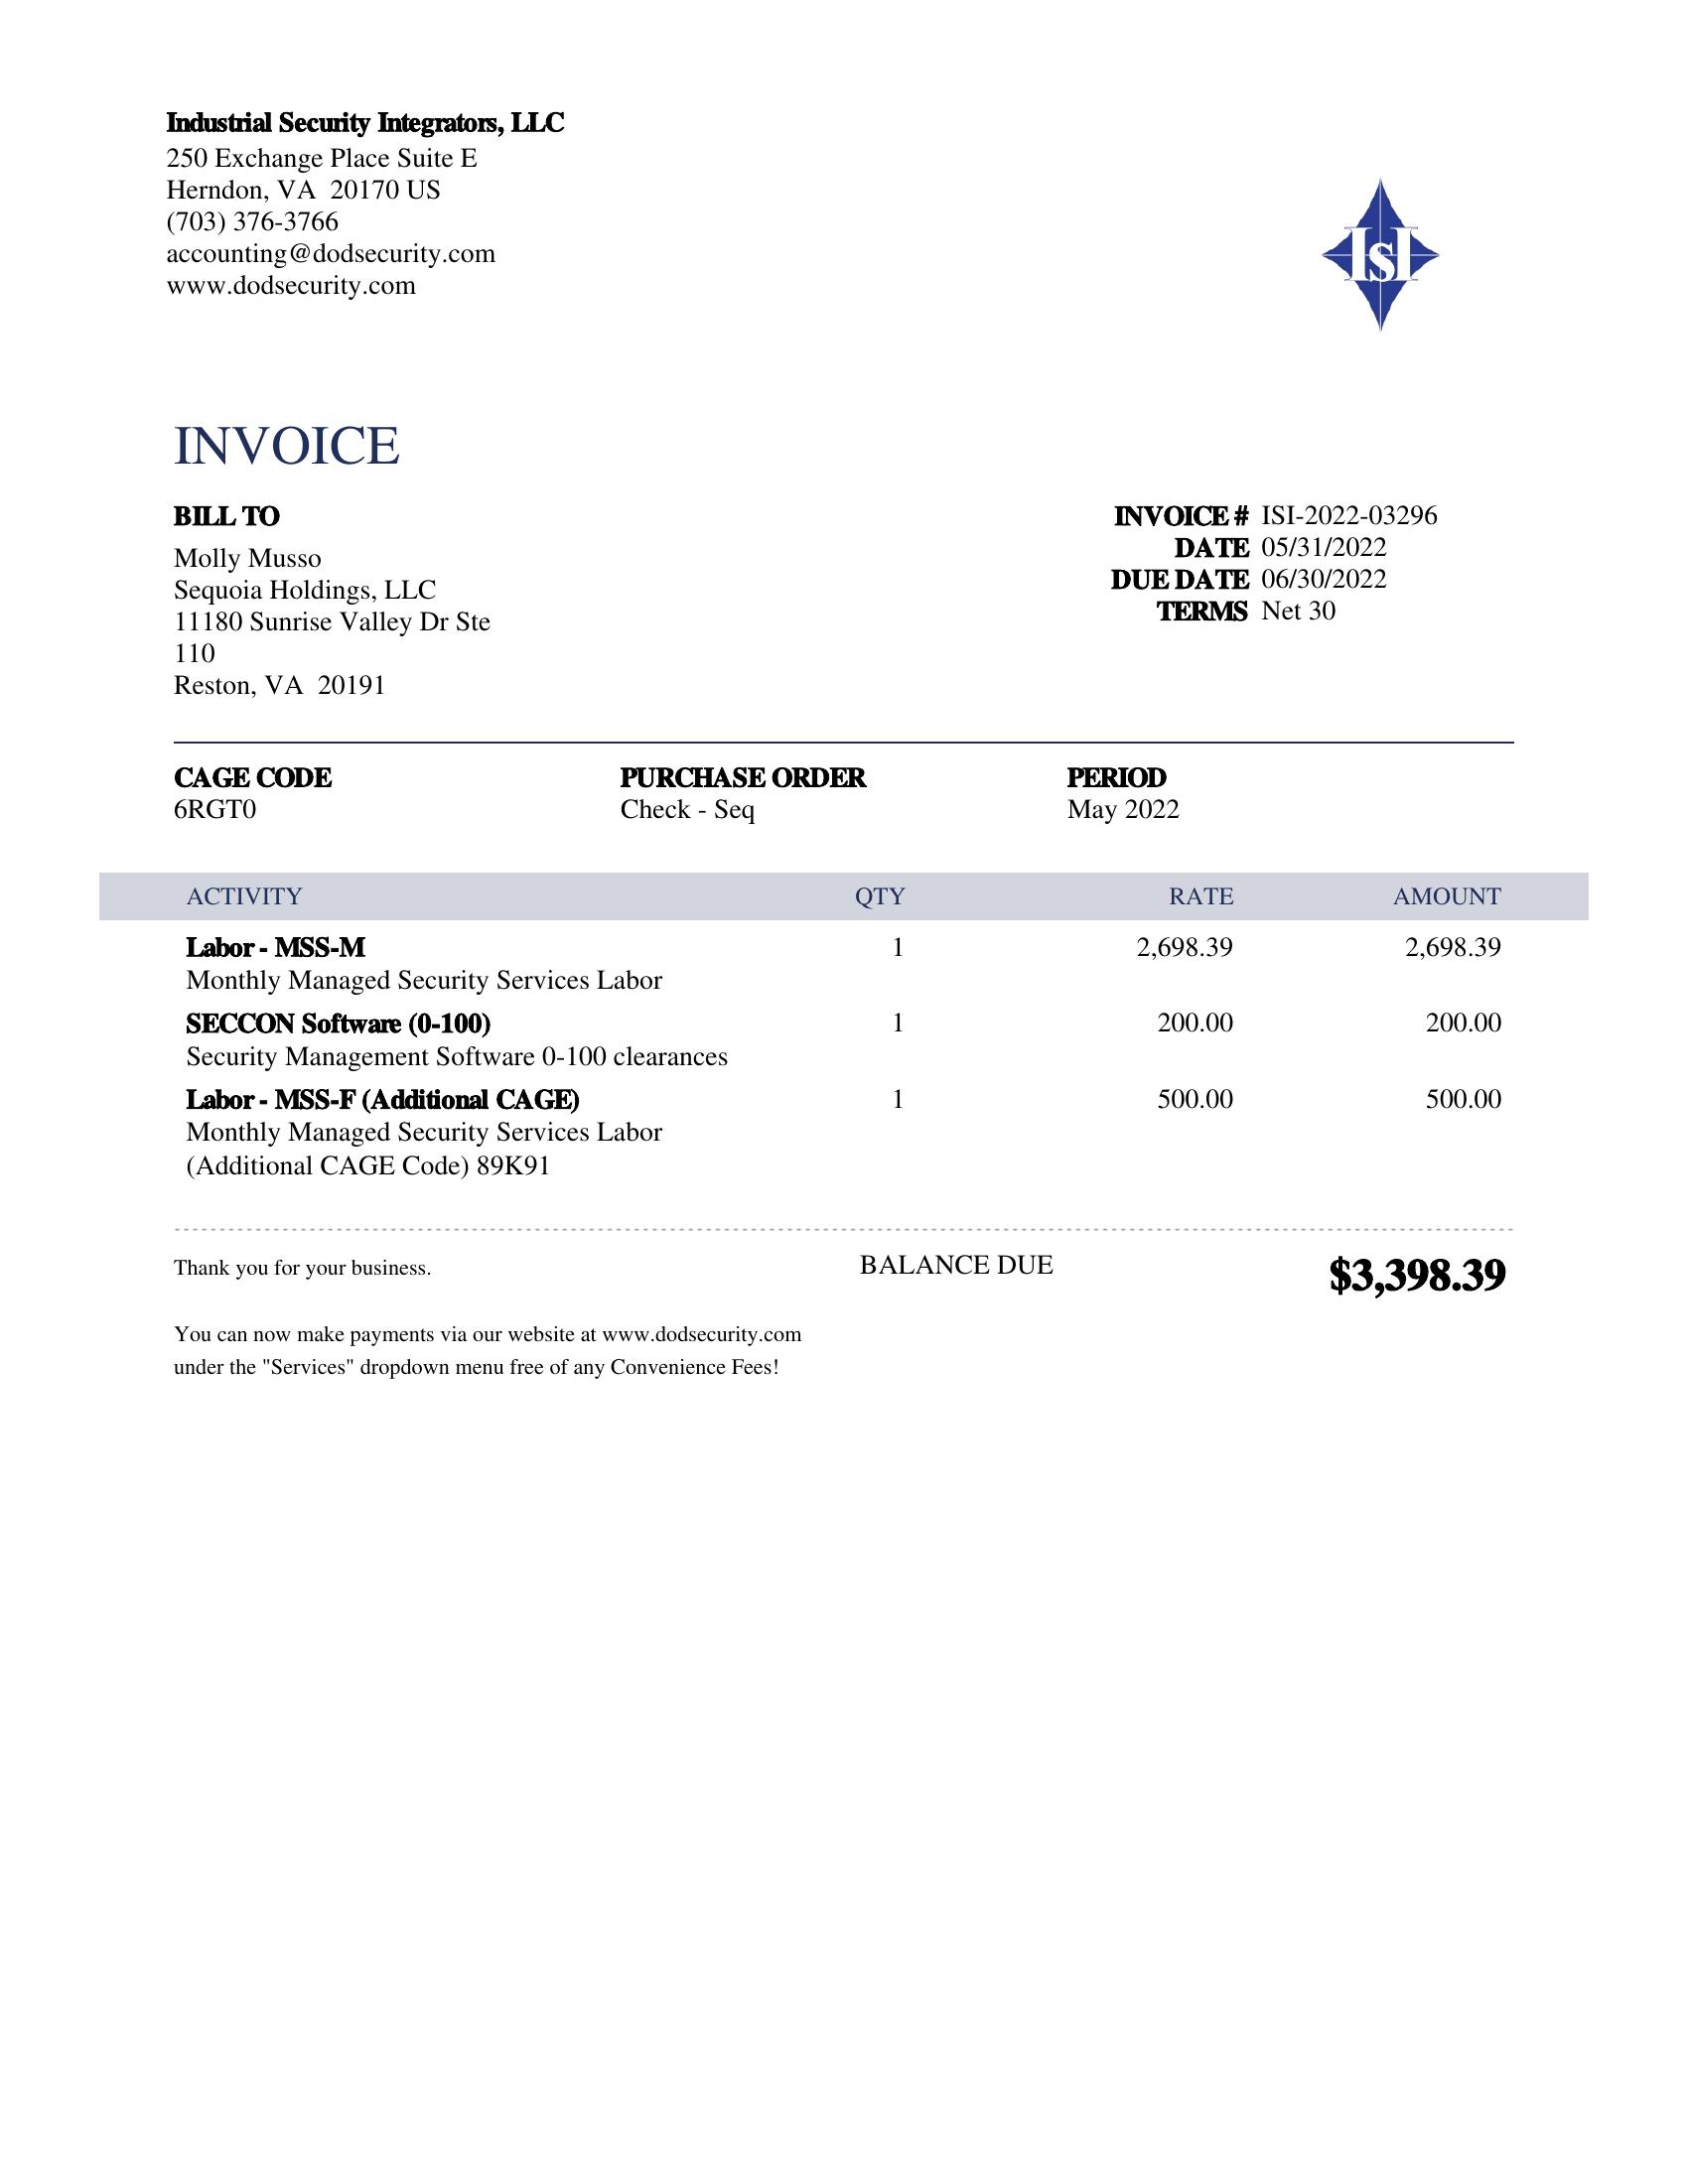 Industrial Security Integrators, LLC
250 Exchange Place Suite E
Herndon, VA  20170 US
(703) 376-3766
accounting@dodsecurity.com
www.dodsecurity.com
ISI
INVOICE
BILL TO
Molly Musso
Sequoia Holdings, LLC
11180 Sunrise Valley Dr Ste
110
Reston, VA  20191
INVOICE # ISI-2022-03296
DATE 05/31/2022
DUE DATE 06/30/2022
TERMS Net 30
CAGE CODE PURCHASE ORDER PERIOD
6RGT0 Check - Seq May 2022
ACTIVITY QTY RATE AMOUNT
Labor - MSS-M 1 2,698.39 2,698.39
Monthly Managed Security Services Labor
SECCON Software (0-100) 1 200.00 200.00
Security Management Software 0-100 clearances
Labor - MSS-F (Additional CAGE) 1 500.00 500.00
Monthly Managed Security Services Labor
(Additional CAGE Code) 89K91
Thank you for your business. BALANCE DUE $3,398.39
You can now make payments via our website at www.dodsecurity.com
under the "Services" dropdown menu free of any Convenience Fees!